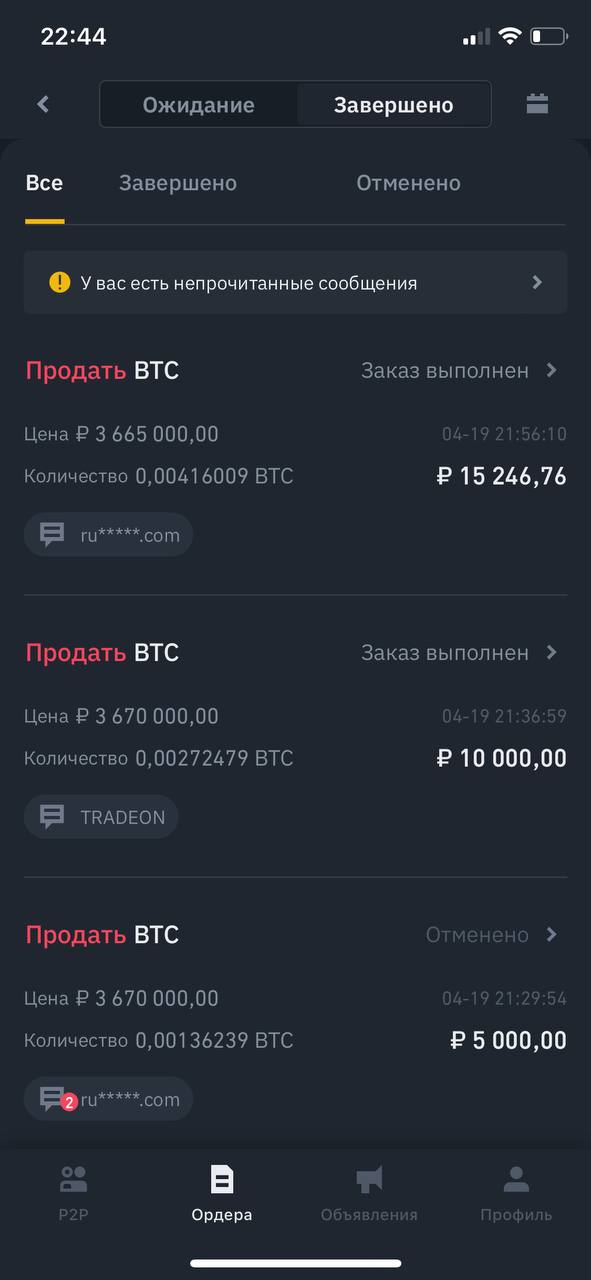 22:44
Ожидание Завершено
Все Завершено Отменено
У вас есть непрочитанные сообщения
Продать BTC Заказ выполнен
Цена ₽ 3 665 000,00 04-19 21:56:10
Количество 0,00416009 BTC ₽ 15 246,76
ru*****.com
Продать BTC Заказ выполнен
Цена ₽ 3 670 000,00 04-19 21:36:59
Количество 0,00272479 BTC ₽ 10 000,00
TRADEON
Продать BTC Отменено
Цена ₽ 3 670 000,00 04-19 21:29:54
Количество 0,00136239 BTC ₽ 5 000,00
2 ru*****.com
P2P Ордера Объявления Профиль